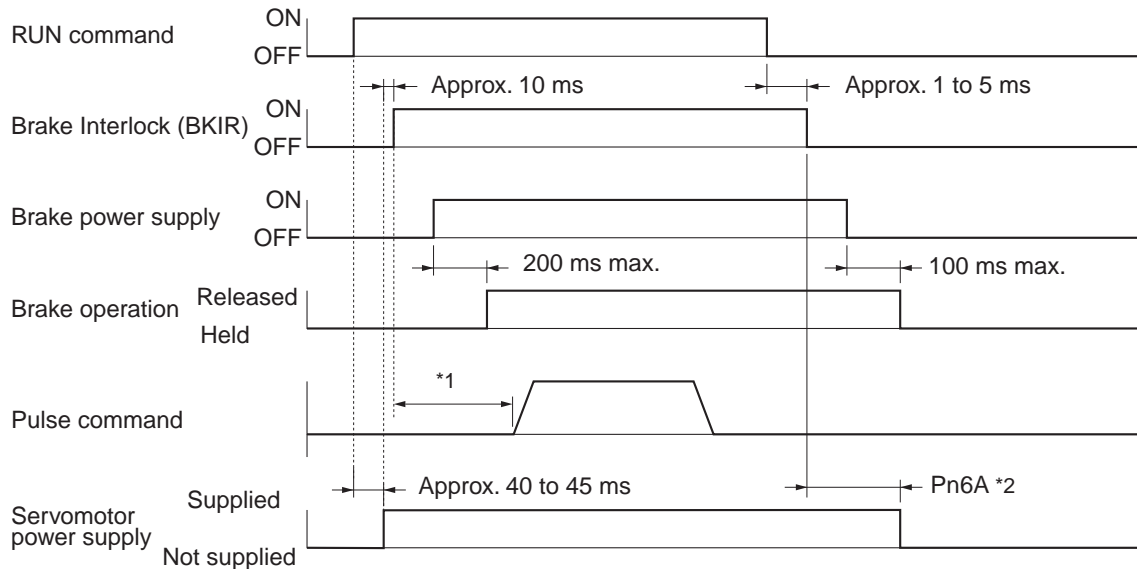 RUN command
ON
OFF
Approx. 10 ms
Approx. 1 to 5 ms
Brake Interlock (BKIR)
ON
OFF
Brake power supply
ON
OFF
200 ms max.
100 ms max.
Brake operation
Released
Held
*1
Pulse command
Approx. 40 to 45 ms
Pn6A *2
Servomotor
power supply
Supplied
Not supplied